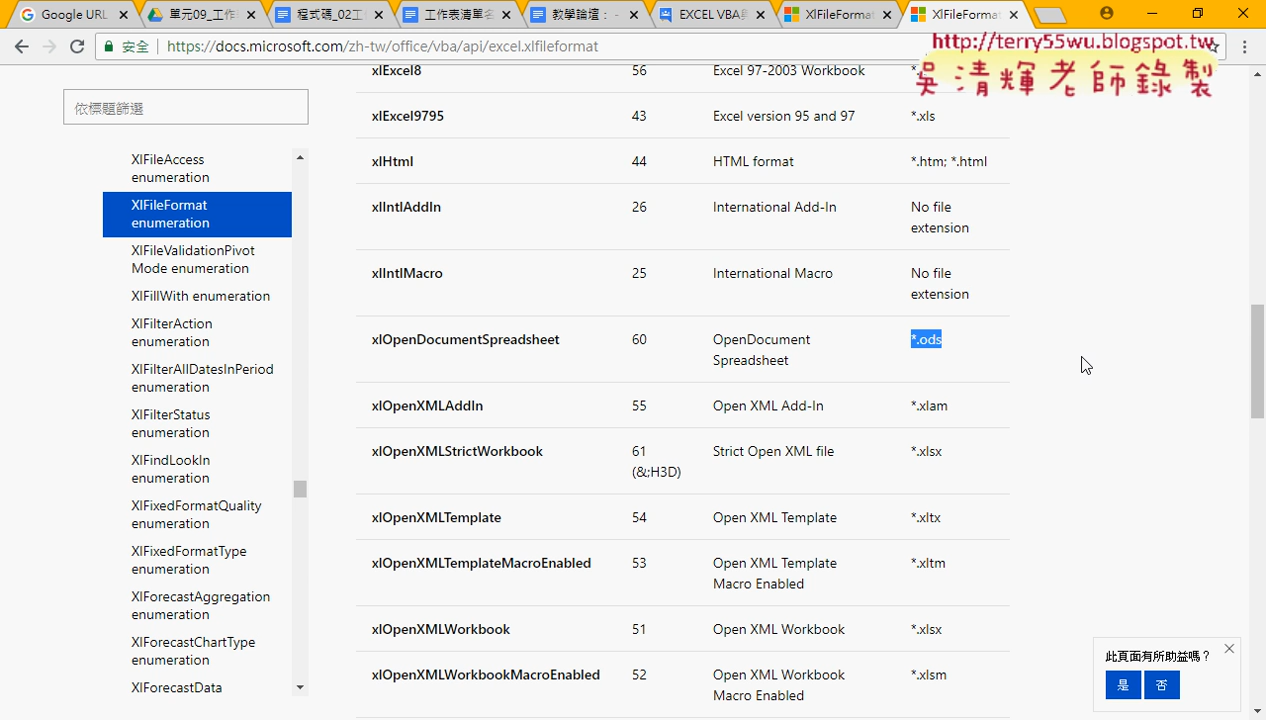 Google URL
單元09_工作
程式碼_02工
工作表清單名
教學論壇：-
EXCEL VBA與
XlFileFormat
XlFileFormat
安全
https://docs.microsoft.com/zh-tw/office/vba/api/excel.xlfileformat
http://terry55wu.blogspot.tw
吳清輝老師錄製
依標題篩選
XlFileAccess
enumeration
XlFileFormat
enumeration
XlFileValidationPivot
Mode enumeration
XlFillWith enumeration
XlFilterAction
enumeration
XlFilterAllDatesInPeriod
enumeration
XlFilterStatus
enumeration
XlFindLookIn
enumeration
XlFixedFormatQuality
enumeration
XlFixedFormatType
enumeration
XlForecastAggregation
enumeration
XlForecastChartType
enumeration
XlForecastData
xlExcel8 56 Excel 97-2003 Workbook
xlExcel9795 43 Excel version 95 and 97 *.xls
xlHtml 44 HTML format *.htm; *.html
xlIntlAddIn 26 International Add-In No file
extension
xlIntlMacro 25 International Macro No file
extension
xlOpenDocumentSpreadsheet 60 OpenDocument *.ods
Spreadsheet
xlOpenXMLAddIn 55 Open XML Add-In *.xlam
xlOpenXMLStrictWorkbook 61 Strict Open XML file *.xlsx
(&;H3D)
xlOpenXMLTemplate 54 Open XML Template *.xltx
xlOpenXMLTemplateMacroEnabled 53 Open XML Template *.xltm
Macro Enabled
xlOpenXMLWorkbook 51 Open XML Workbook *.xlsx
xlOpenXMLWorkbookMacroEnabled 52 Open XML Workbook *.xlsm
Macro Enabled
此頁面有所助益嗎？
是
否